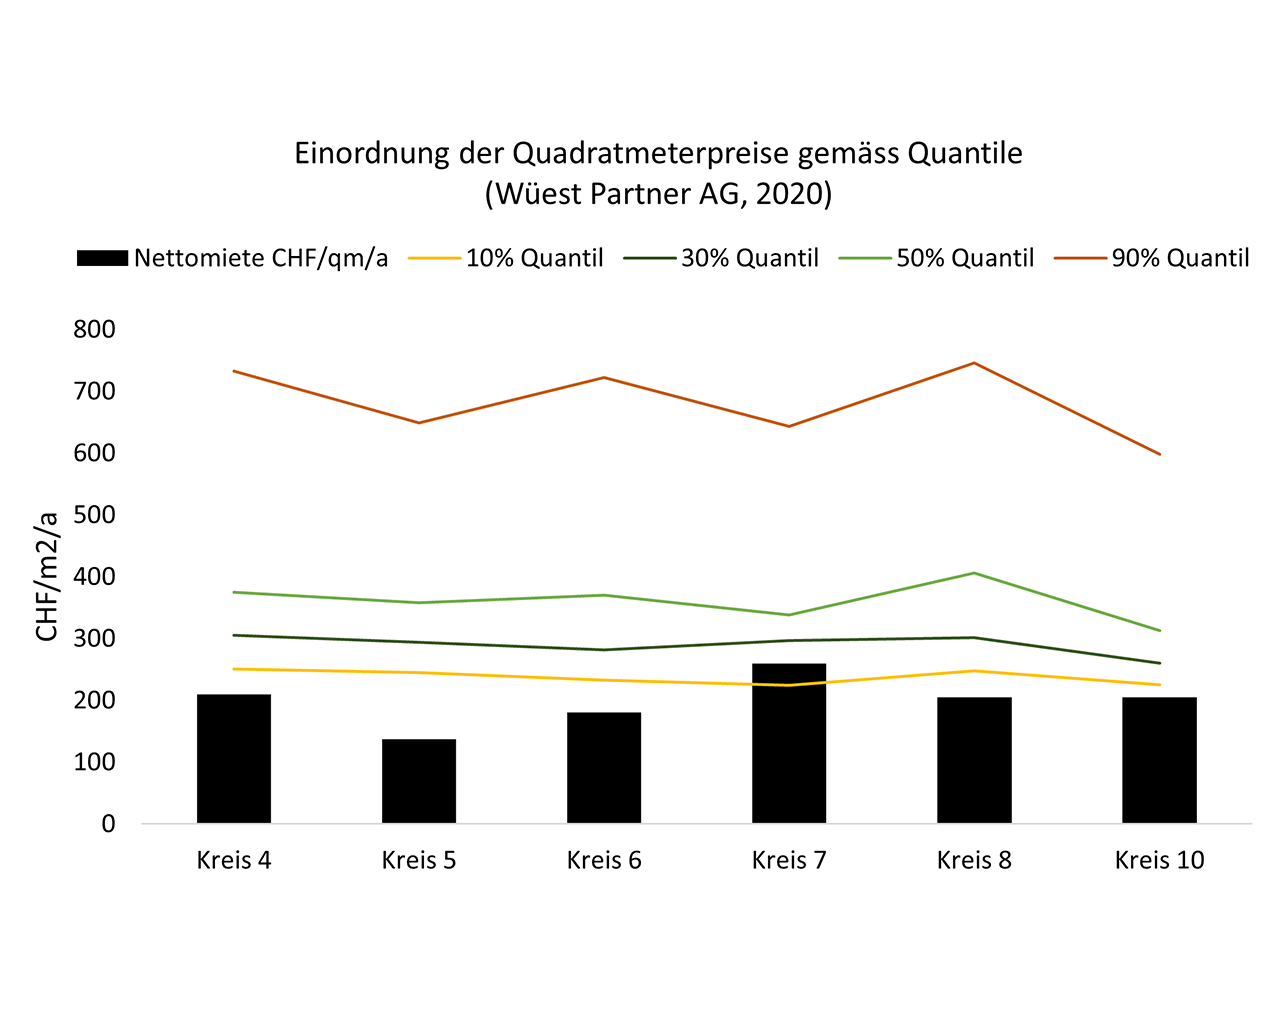 Einordnung der Quadratmeterpreise gemäss Quantile
(Wüest Partner AG, 2020)
Nettomiete CHF/qm/a 10% Quantil 30% Quantil 50% Quantil 90% Quantil
CHF/m2/a
800
700
600
500
400
300
200
100
0
Kreis 4 Kreis 5 Kreis 6 Kreis 7 Kreis 8 Kreis 10